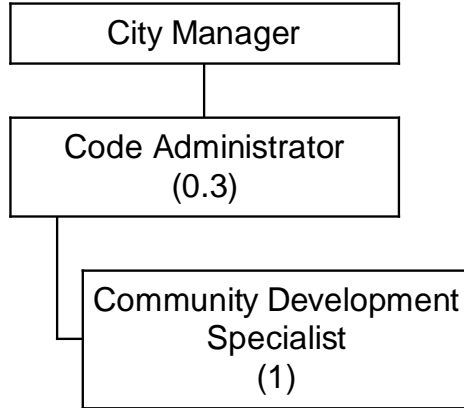 City Manager
Code Administrator
(0.3)
Community Development
Specialist
(1)